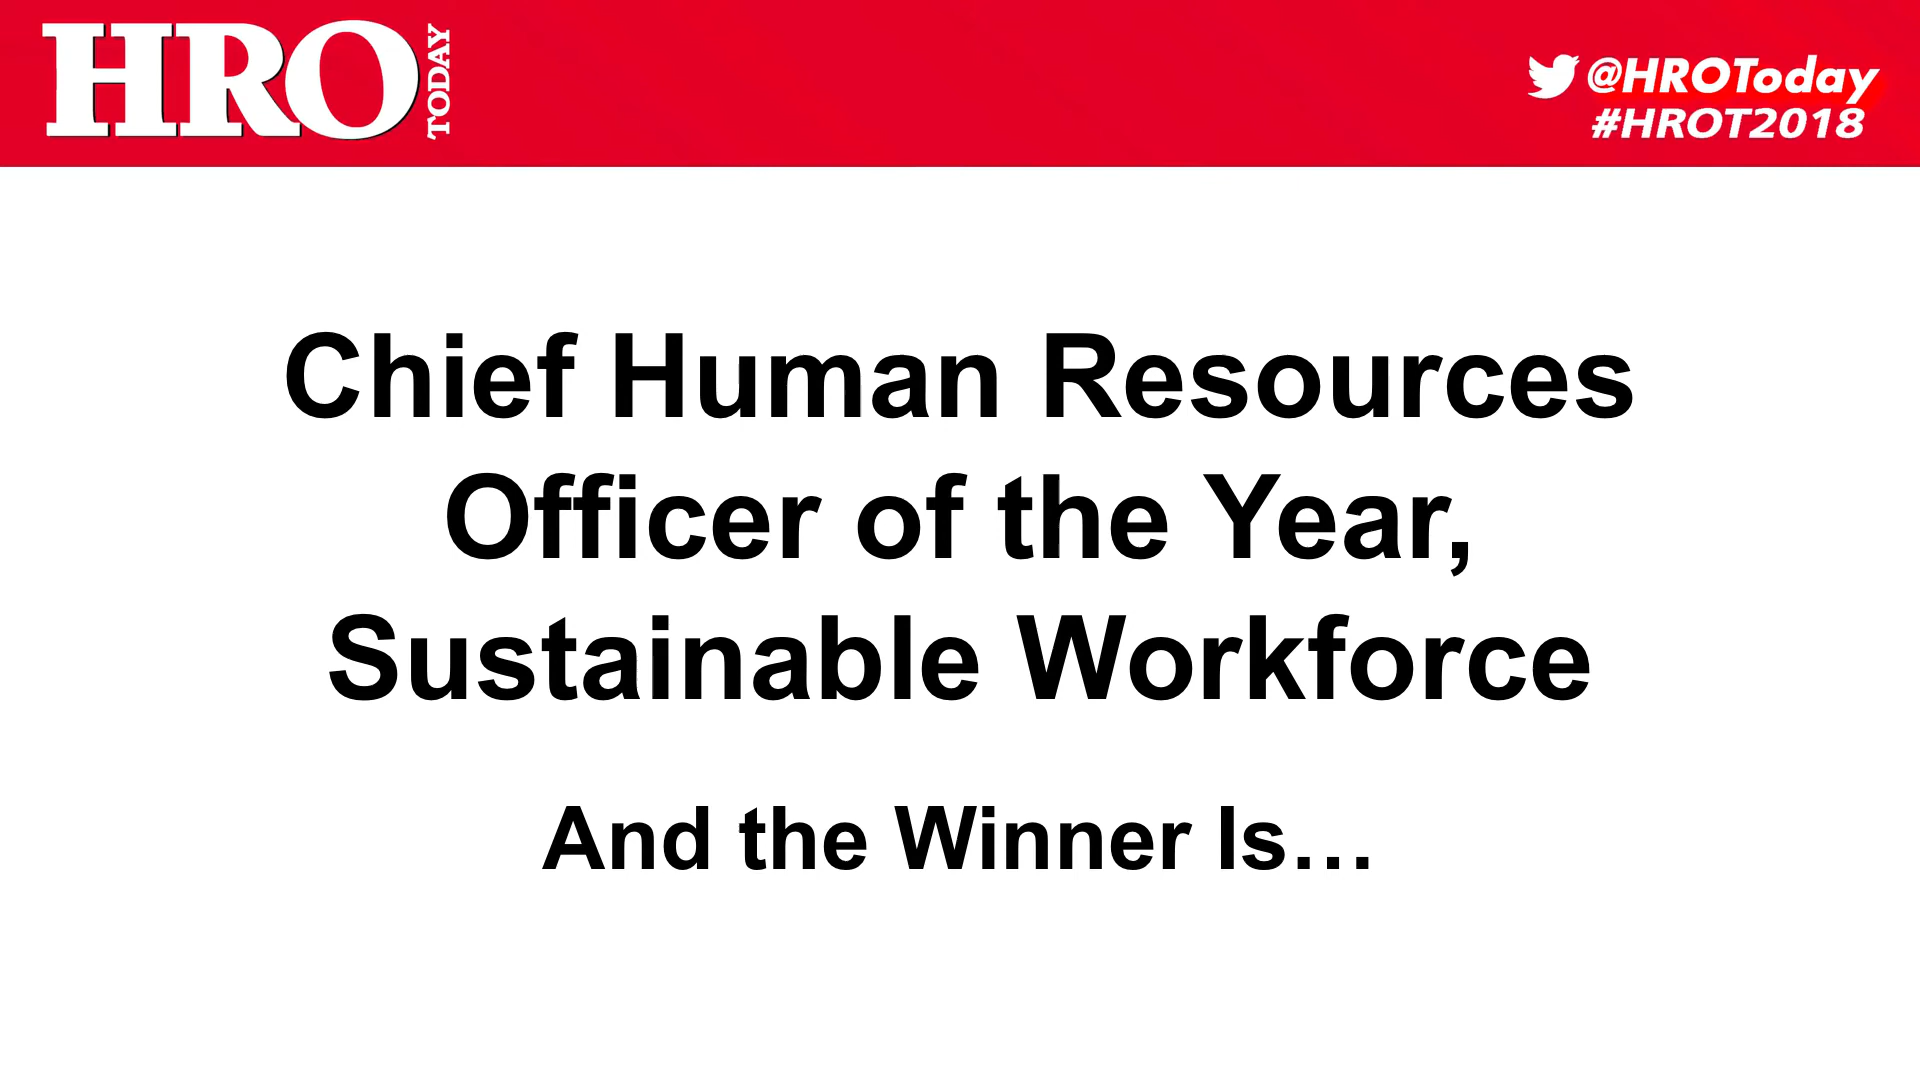 HRO TODAY
@HROToday
#HROT2018
Chief Human Resources
Officer of the Year,
Sustainable Workforce
And the Winner Is…